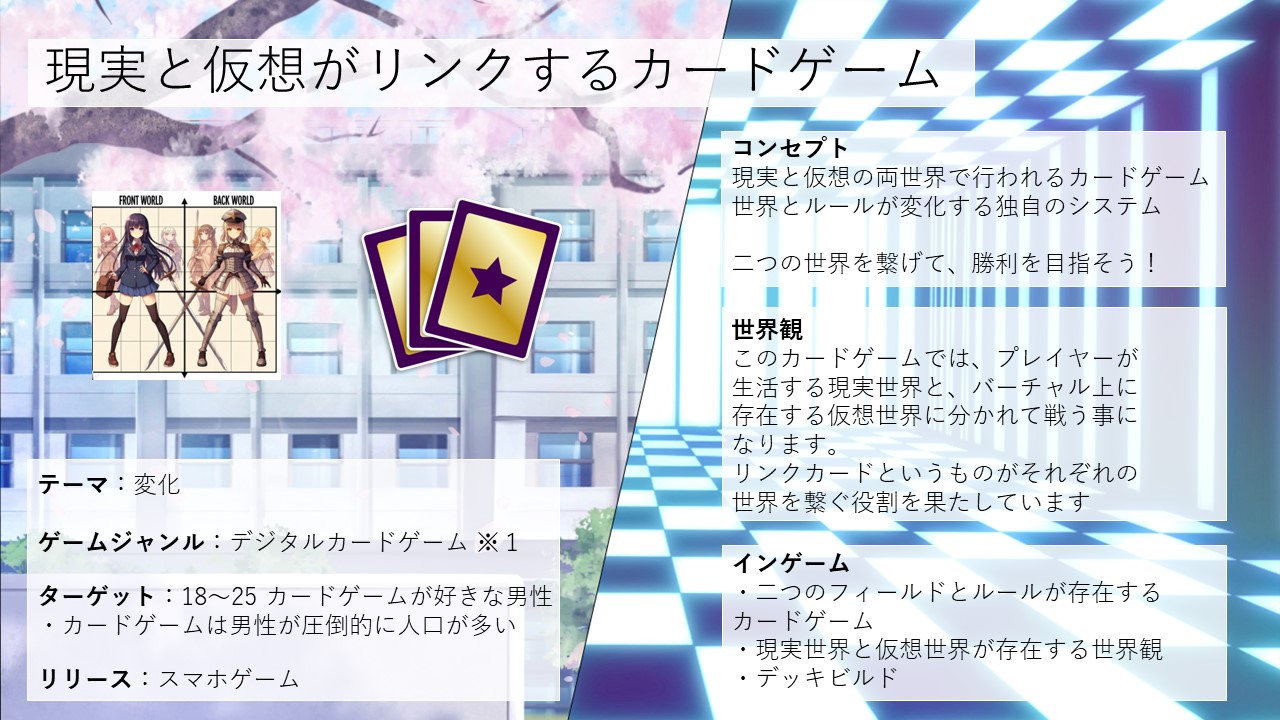 現実と仮想がリンクするカードゲーム
FRONT WORLD
BACK WORLD
テーマ：変化
ゲームジャンル：デジタルカードゲーム ※１
ターゲット：18～25 カードゲームが好きな男性
・カードゲームは男性が圧倒的に人口が多い
リリース：スマホゲーム
コンセプト
現実と仮想の両世界で行われるカードゲーム
世界とルールが変化する独自のシステム
二つの世界を繋げて、勝利を目指そう！
世界観
このカードゲームでは、プレイヤーが
生活する現実世界と、バーチャル上に
存在する仮想世界に分かれて戦う事に
なります。
リンクカードというものがそれぞれの
世界を繋ぐ役割を果たしています
インゲーム
・二つのフィールドとルールが存在する
カードゲーム
・現実世界と仮想世界が存在する世界観
・デッキビルド